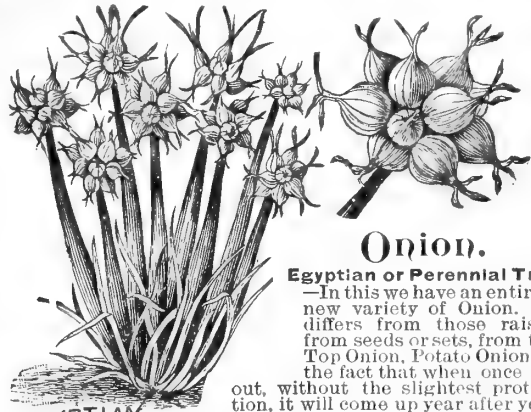 Onion.
Egyptian or Perennial Tr
—In this we have an entir
new variety of Onion.
differs from those rais
from seeds or sets, from t
Top Onion, Potato Onion
the fact that when once
out, without the slightest prot
tion, it will come up year after y